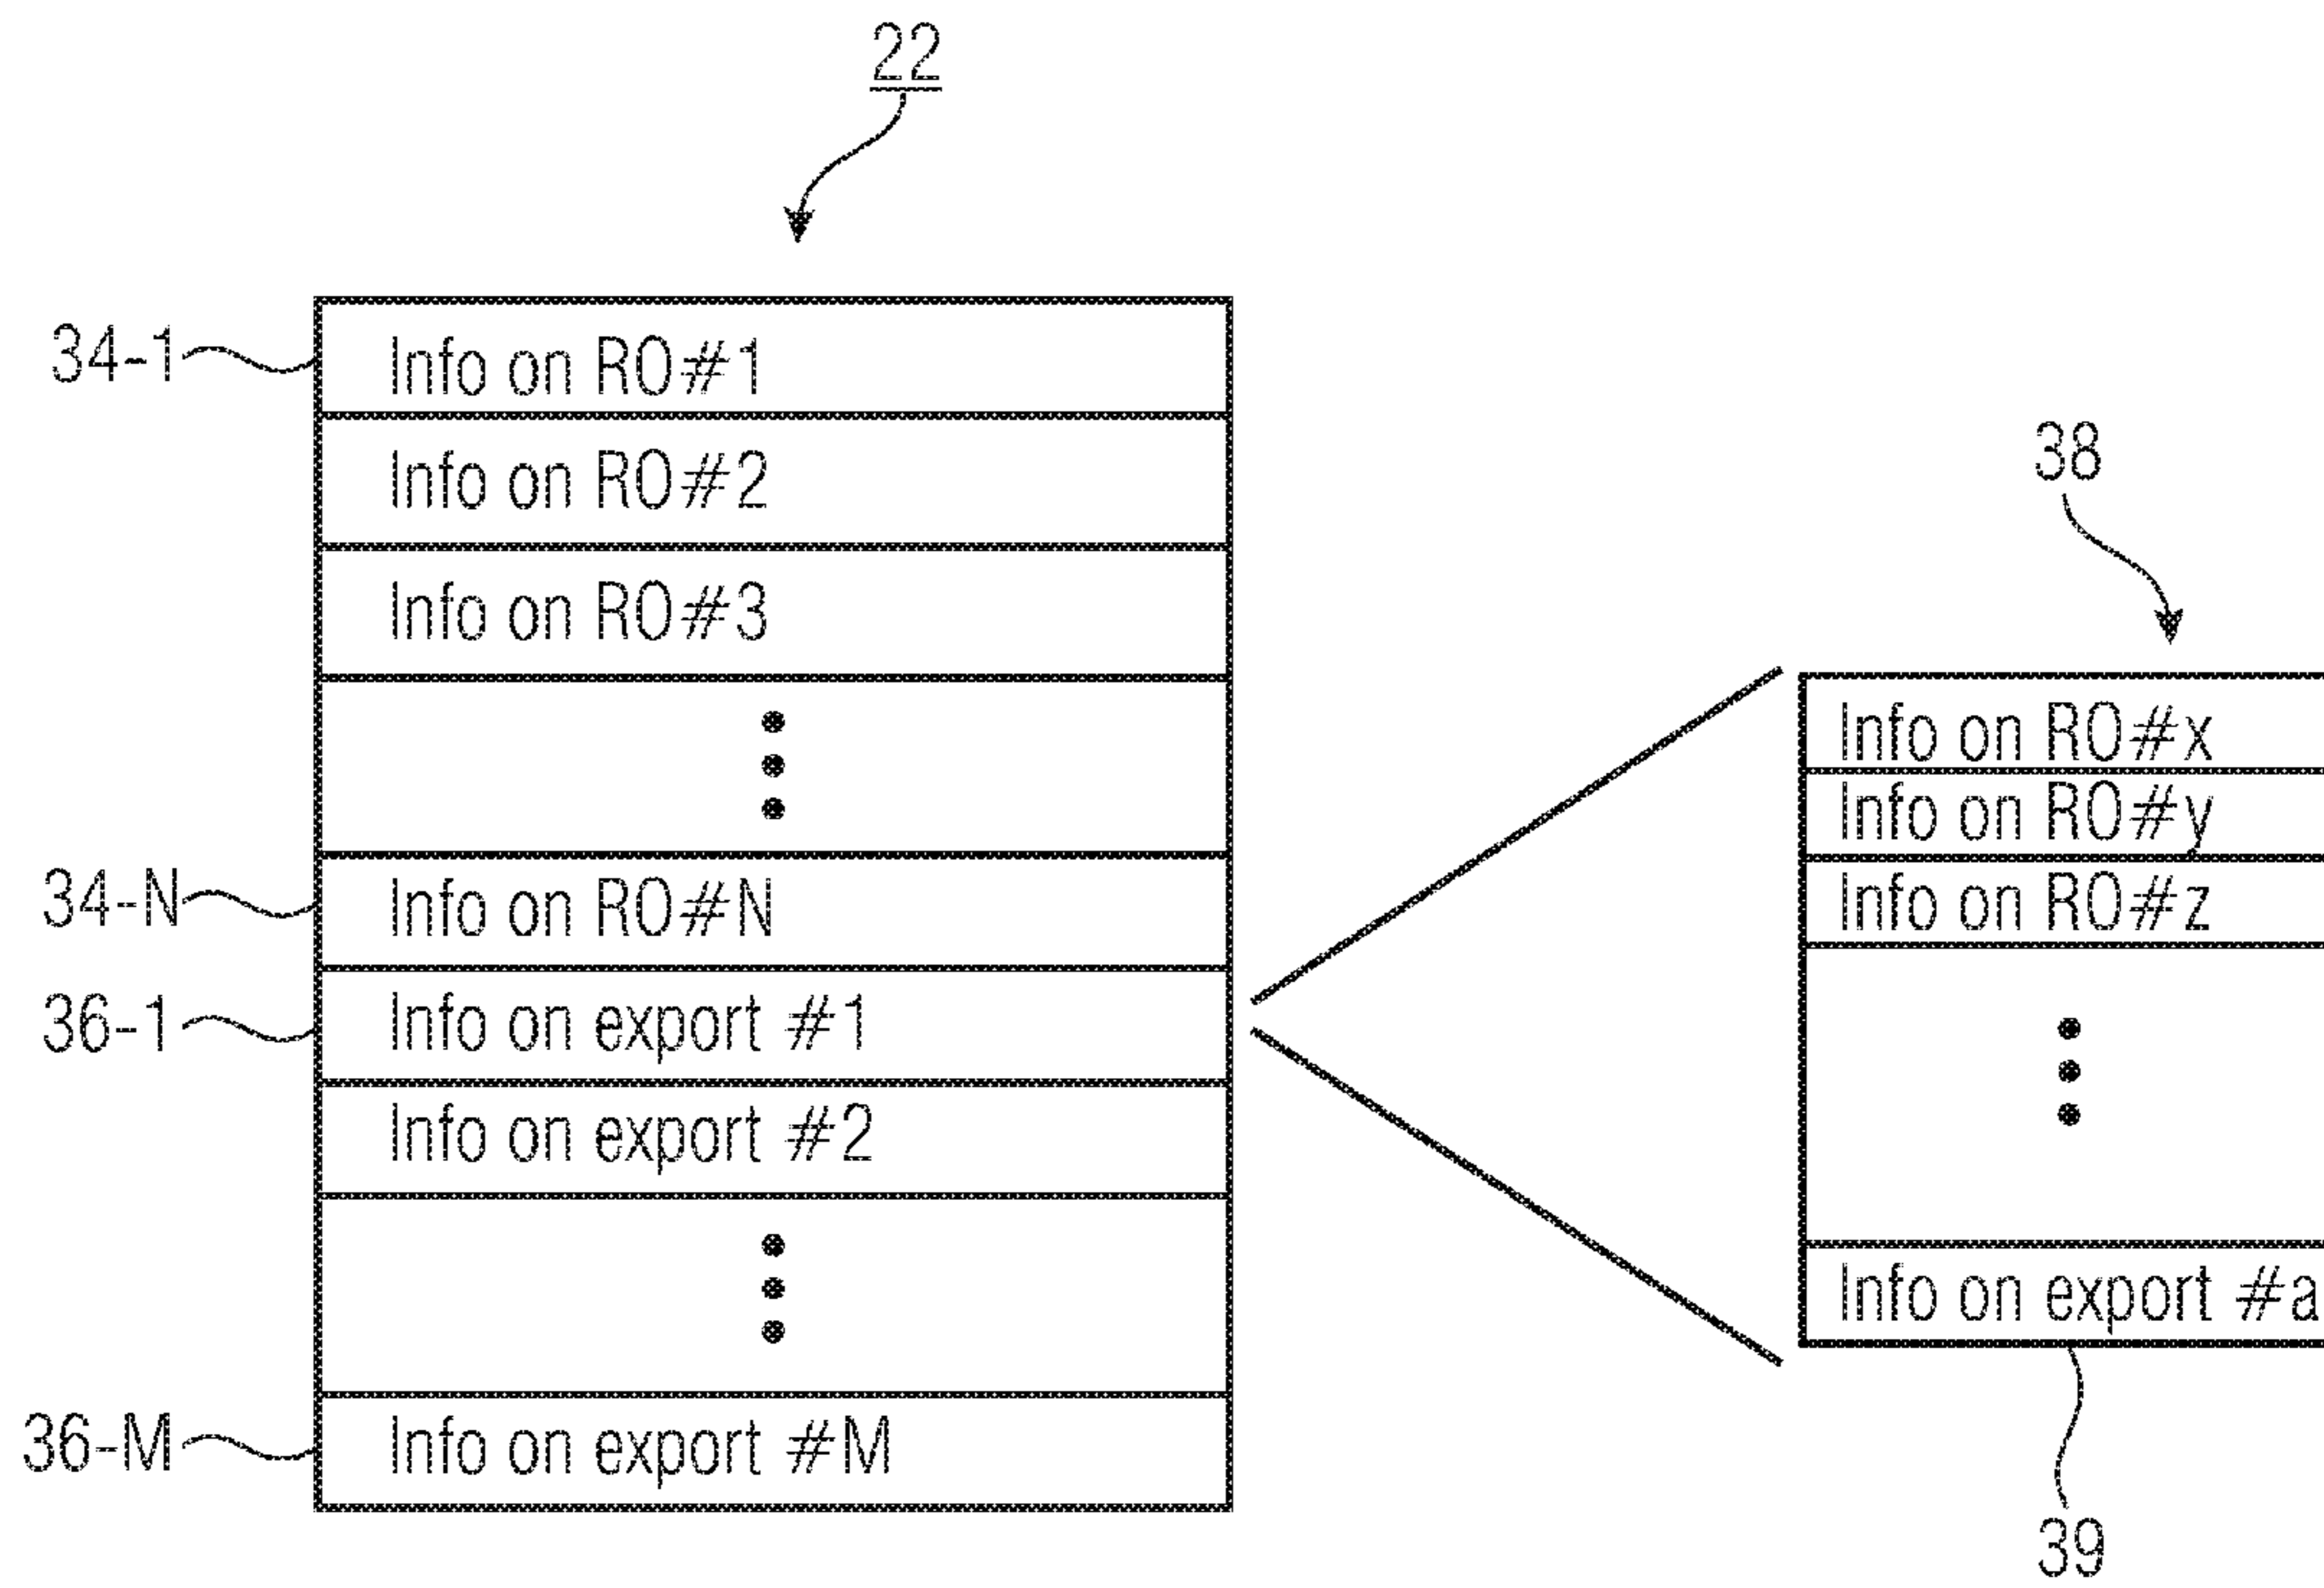 22
34-1
Info on RO#1
Info on RO#2
Info on RO#3
34-N
Info on RO#N
36-1
Info on export #1
Info on export #2
36-M
Info on export #M
38
Info on RO#x
Info on RO#y
Info on RO#z
Info on export #a
39